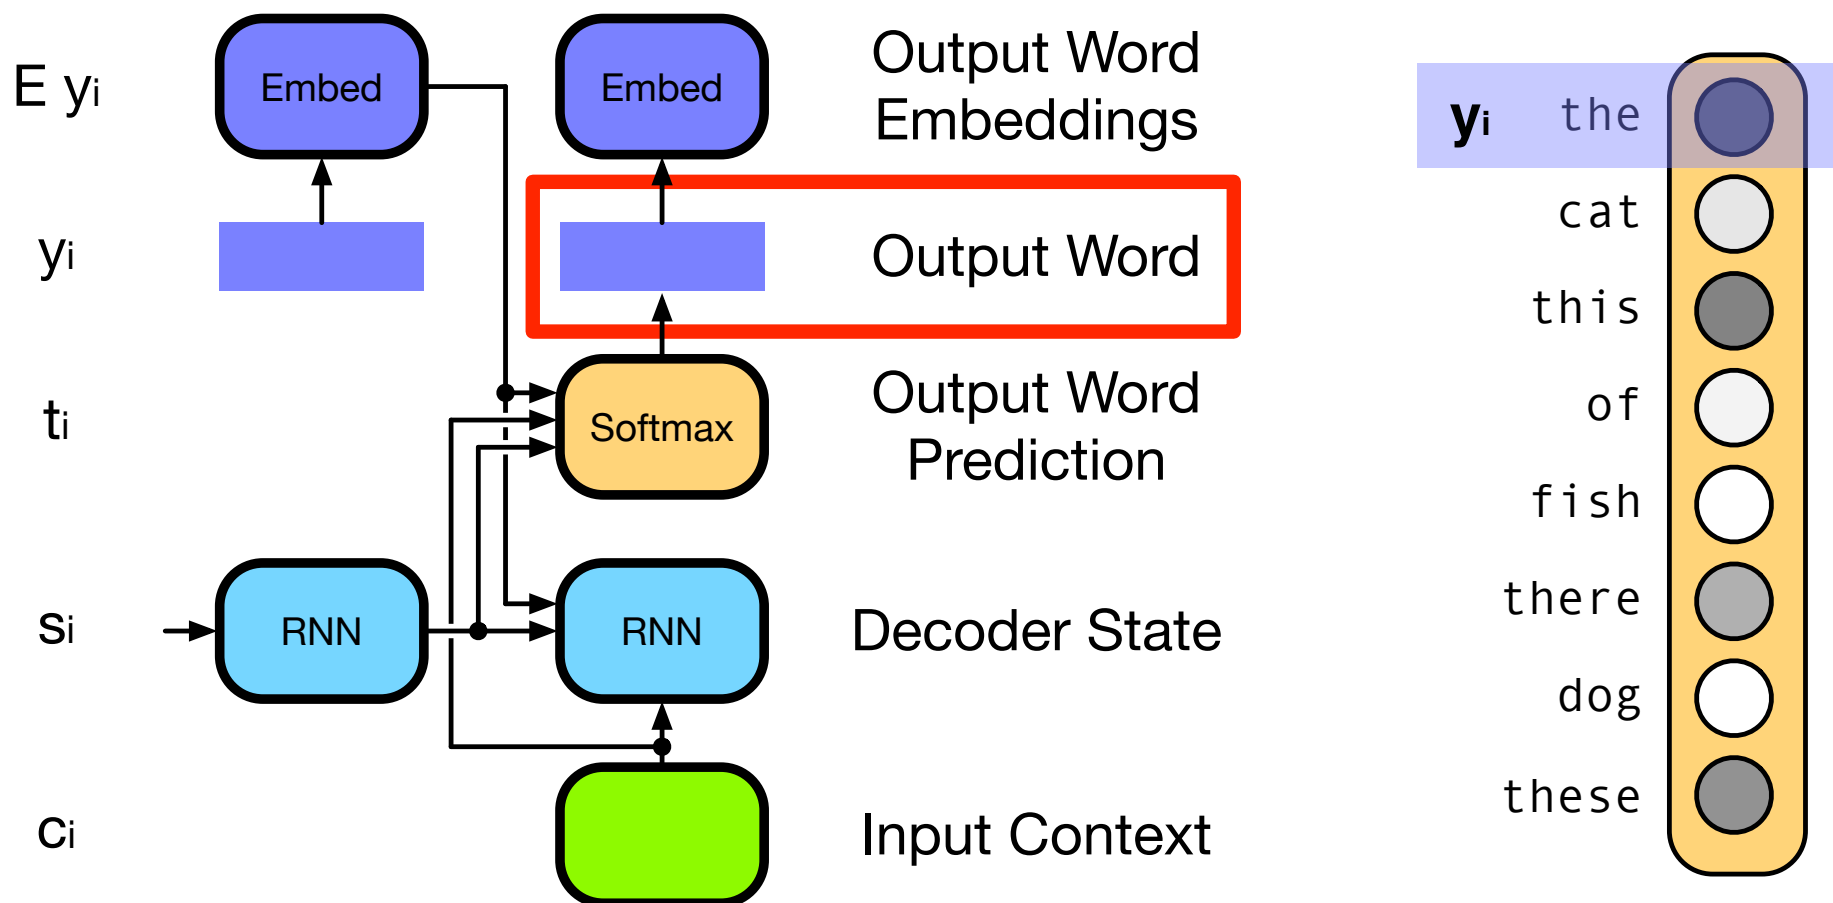 E yi
Embed
Embed
Output Word
Embeddings
yi
Output Word
ti
Softmax
Output Word
Prediction
si
RNN
RNN
Decoder State
ci
Input Context
yi the
cat
this
of
fish
there
dog
these